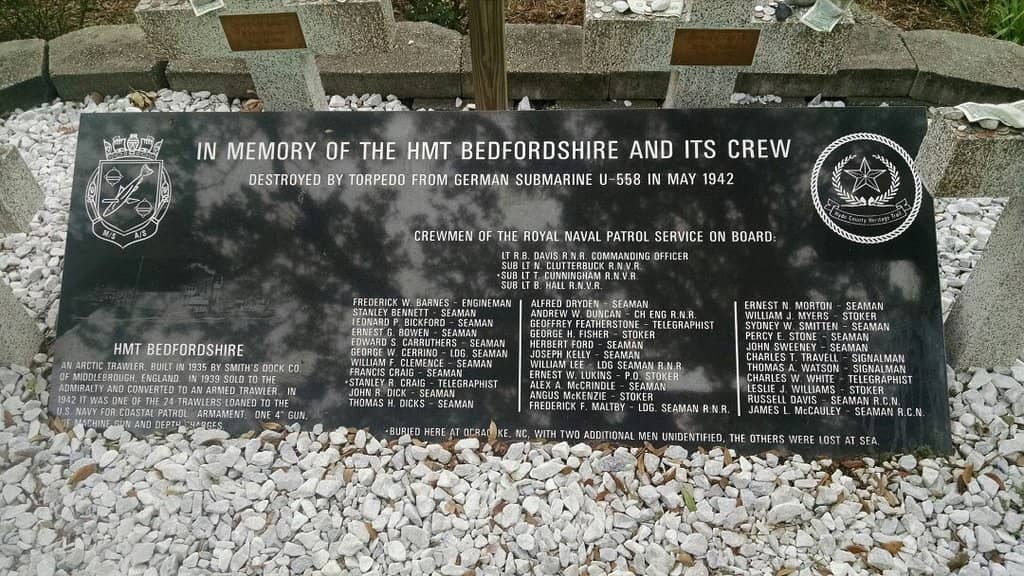 IN MEMORY OF THE HMT BEDFORDSHIRE AND ITS CREW
DESTROYED BY TORPEDO FROM GERMAN SUBMARINE U-558 IN MAY 1942
M/S A/S
Hyde County Heritage Trail
CREWMEN OF THE ROYAL NAVAL PATROL SERVICE ON BOARD:
LT R.B. DAVIS R.N.R. COMMANDING OFFICER
SUB LT N. CLUTTERBUCK R.N.V.R.
SUB LT T. CUNNINGHAM R.N.V.R.
SUB LT B. HALL R.N.V.R.
FREDERICK W. BARNES - ENGINEMAN
STANLEY BENNETT - SEAMAN
LEONARD P. BICKFORD - SEAMAN
ERNEST G. BOWEN - SEAMAN
EDWARD S. CARRUTHERS - SEAMAN
GEORGE W. CERRINO - LDG. SEAMAN
WILLIAM F. CLEMENCE - SEAMAN
FRANCIS CRAIG - SEAMAN
*STANLEY R. CRAIG - TELEGRAPHIST
JOHN R. DICK - SEAMAN
THOMAS H. DICKS - SEAMAN
ALFRED DRYDEN - SEAMAN
ANDREW W. DUNCAN - CH ENG R.N.R.
GEOFFREY FEATHERSTONE - TELEGRAPHIST
GEORGE H. FISHER - STOKER
HERBERT FORD - SEAMAN
JOSEPH KELLY - SEAMAN
WILLIAM LEE - LDG SEAMAN R.N.R.
ERNEST W. LUKINS - P.O. STOKER
ALEX A. McCRINDLE - SEAMAN
ANGUS McKENZIE - STOKER
FREDERICK F. MALTBY - LDG. SEAMAN R.N.R.
ERNEST N. MORTON - SEAMAN
WILLIAM J. MYERS - STOKER
SYDNEY W. SMITTEN - SEAMAN
PERCY E. STONE - SEAMAN
JOHN SWEENEY - SEAMAN
CHARLES T. TRAVELL - SIGNALMAN
THOMAS A. WATSON - SIGNALMAN
CHARLES W. WHITE - TELEGRAPHIST
LESLIE J. WILLIAMS - STOKER
RUSSELL DAVIS - SEAMAN R.C.N.
JAMES L. McCAULEY - SEAMAN R.C.N.
HMT BEDFORDSHIRE
AN ARCTIC TRAWLER, BUILT IN 1935 BY SMITH'S DOCK CO.
OF MIDDLEBOROUGH, ENGLAND. IN 1939 SOLD TO THE
ADMIRALTY AND CONVERTED TO AN ARMED TRAWLER. IN
1942 IT WAS ONE OF THE 24 TRAWLERS LOANED TO THE
U.S. NAVY FOR COASTAL PATROL. ARMAMENT, ONE 4" GUN,
MACHINE GUN AND DEPTH CHARGES.
*BURIED HERE AT OCRACOKE, NC, WITH TWO ADDITIONAL MEN UNIDENTIFIED, THE OTHERS WERE LOST AT SEA.